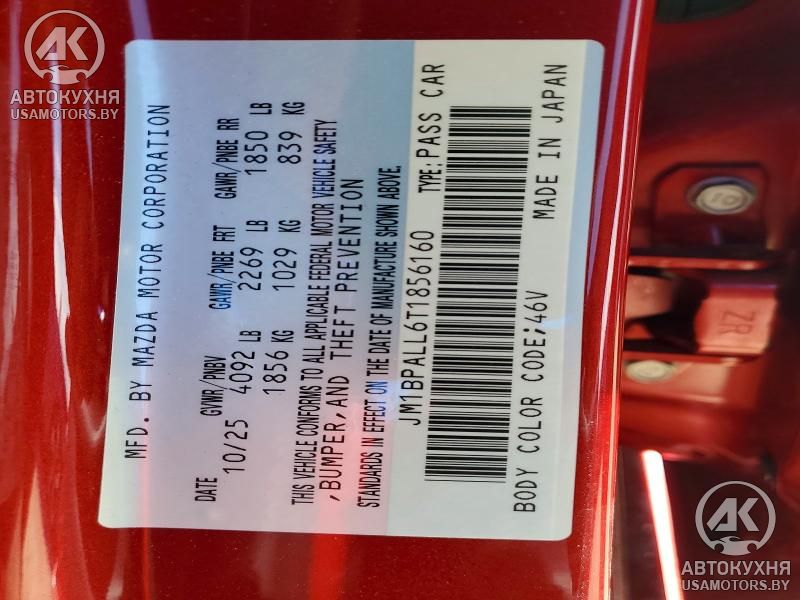 MFD. BY MAZDA MOTOR CORPORATION
DATE GVWR/PNBV GAWR/PNBE FRT GAWR/PNBE RR
10/25 4092 LB 2269 LB 1850 LB
1856 KG 1029 KG 839 KG
THIS VEHICLE CONFORMS TO ALL APPLICABLE FEDERAL MOTOR VEHICLE SAFETY
,BUMPER,AND THEFT PREVENTION
STANDARDS IN EFFECT ON THE DATE OF MANUFACTURE SHOWN ABOVE.
JM1BPALL6T1856160 TYPE:PASS CAR
BODY COLOR CODE;46V MADE IN JAPAN
ZR
AK
АВТОКУХНЯ
USAMOTORS.BY
AK
АВТОКУХНЯ
USAMOTORS.BY